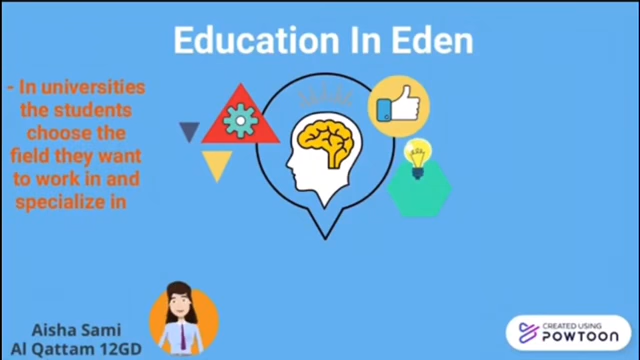 Education In Eden
- In universities
the students
choose the
field they want
to work in and
specialize in
Aisha Sami
Al Qattam 12GD
CREATED USING
POWTOON